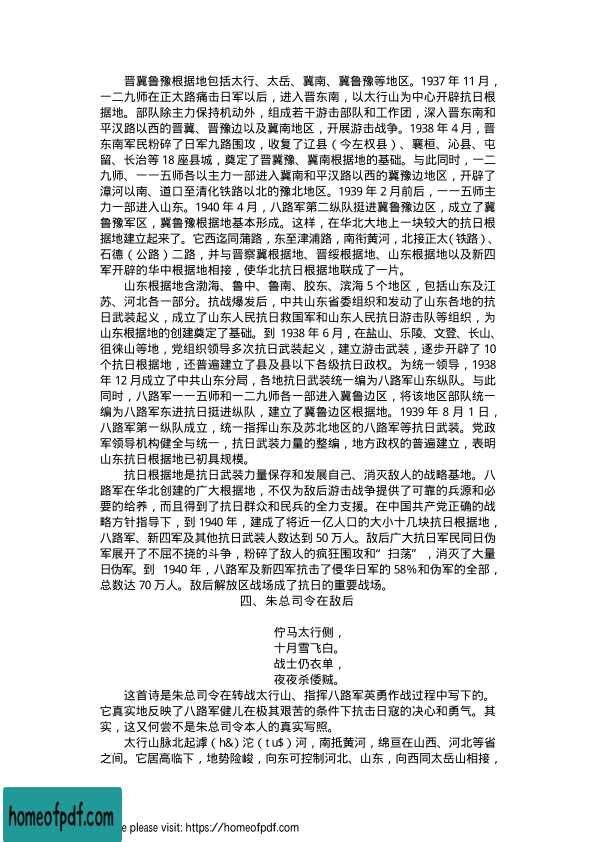 晋冀鲁豫根据地包括太行、太岳、冀南、冀鲁豫等地区。1937 年 11 月，
一二九师在正太路痛击日军以后，进入晋东南，以太行山为中心开辟抗日根
据地。部队除主力保持机动外，组成若干游击部队和工作团，深入晋东南和
平汉路以西的晋冀、晋豫边以及冀南地区，开展游击战争。1938 年 4 月，晋
东南军民粉碎了日军九路围攻，收复了辽县（今左权县）、襄桓、沁县、屯
留、长治等 18 座县城，奠定了晋冀豫、冀南根据地的基础。与此同时，一二
九师、一一五师各以主力一部进入冀南和平汉路以西的冀豫边地区，开辟了
漳河以南、道口至清化铁路以北的豫北地区。1939 年 2 月前后，一一五师主
力一部进入山东。1940 年 4 月，八路军第二纵队挺进冀鲁豫边区，成立了冀
鲁豫军区，冀鲁豫根据地基本形成。这样，在华北大地上一块较大的抗日根
据地建立起来了。它西迄同蒲路，东至津浦路，南衔黄河，北接正太（铁路）、
石德（公路）二路，并与晋察冀根据地、晋绥根据地、山东根据地以及新四
军开辟的华中根据地相接，使华北抗日根据地联成了一片。
山东根据地含渤海、鲁中、鲁南、胶东、滨海 5 个地区，包括山东及江
苏、河北各一部分。抗战爆发后，中共山东省委组织和发动了山东各地的抗
日武装起义，成立了山东人民抗日救国军和山东人民抗日游击队等组织，为
山东根据地的创建奠定了基础。到 1938 年 6 月，在盐山、乐陵、文登、长山、
徂徕山等地，党组织领导多次抗日武装起义，建立游击武装，逐步开辟了 10
个抗日根据地，还普遍建立了县及县以下各级抗日政权。为统一领导，1938
年 12 月成立了中共山东分局，各地抗日武装统一编为八路军山东纵队。与此
同时，八路军一一五师和一二九师各一部进入冀鲁边区，将该地区部队统一
编为八路军东进抗日挺进纵队，建立了冀鲁边区根据地。1939 年 8 月 1 日，
八路军第一纵队成立，统一指挥山东及苏北地区的八路军等抗日武装。党政
军领导机构健全与统一，抗日武装力量的整编，地方政权的普遍建立，表明
山东抗日根据地已初具规模。
抗日根据地是抗日武装力量保存和发展自己、消灭敌人的战略基地。八
路军在华北创建的广大根据地，不仅为敌后游击战争提供了可靠的兵源和必
要的给养，而且得到了抗日群众和民兵的全力支援。在中国共产党正确的战
略方针指导下，到 1940 年，建成了将近一亿人口的大小十几块抗日根据地，
八路军、新四军及其他抗日武装人数达到 50 万人。敌后广大抗日军民同日伪
军展开了不屈不挠的斗争，粉碎了敌人的疯狂围攻和“扫荡”，消灭了大量
日伪军。到 1940 年，八路军及新四军抗击了侵华日军的 58%和伪军的全部，
总数达 70 万人。敌后解放区战场成了抗日的重要战场。
四、朱总司令在敌后
伫马太行侧，
十月雪飞白。
战士仍衣单，
夜夜杀倭贼。
这首诗是朱总司令在转战太行山、指挥八路军英勇作战过程中写下的。
它真实地反映了八路军健儿在极其艰苦的条件下抗击日寇的决心和勇气。其
实，这又何尝不是朱总司令本人的真实写照。
太行山脉北起滹（h&）沱（tu$）河，南抵黄河，绵亘在山西、河北等省
之间。它居高临下，地势险峻，向东可控制河北、山东，向西同太岳山相接，
homeofpdf.com
e please visit: https://homeofpdf.com